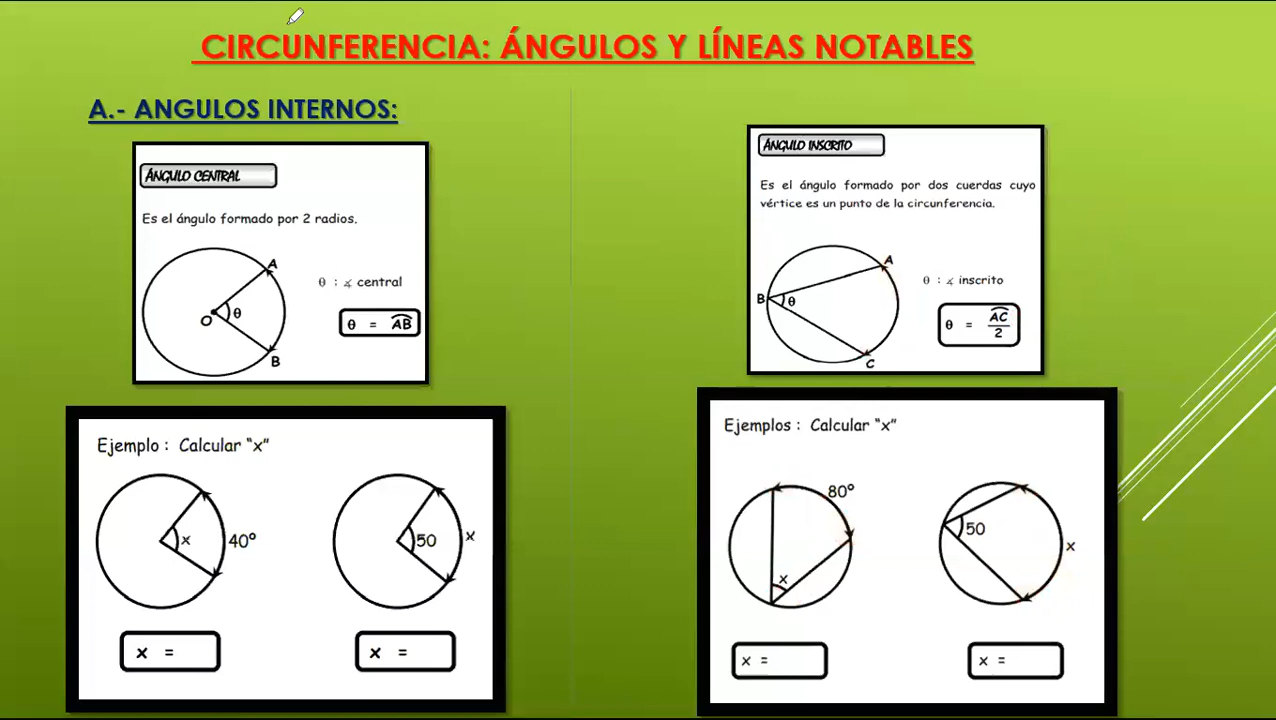 CIRCUNFERENCIA: ÁNGULOS Y LÍNEAS NOTABLES
A.- ANGULOS INTERNOS:
ÁNGULO CENTRAL
Es el ángulo formado por 2 radios.
A
θ : ∡ central
O
θ
θ = AB
B
Ejemplo : Calcular “x”
x
40º
50
x
x =
x =
ÁNGULO INSCRITO
Es el ángulo formado por dos cuerdas cuyo
vértice es un punto de la circunferencia.
A
θ : ∡ inscrito
B
θ
θ = AC/2
C
Ejemplos : Calcular “x”
80º
x
50
x
x =
x =